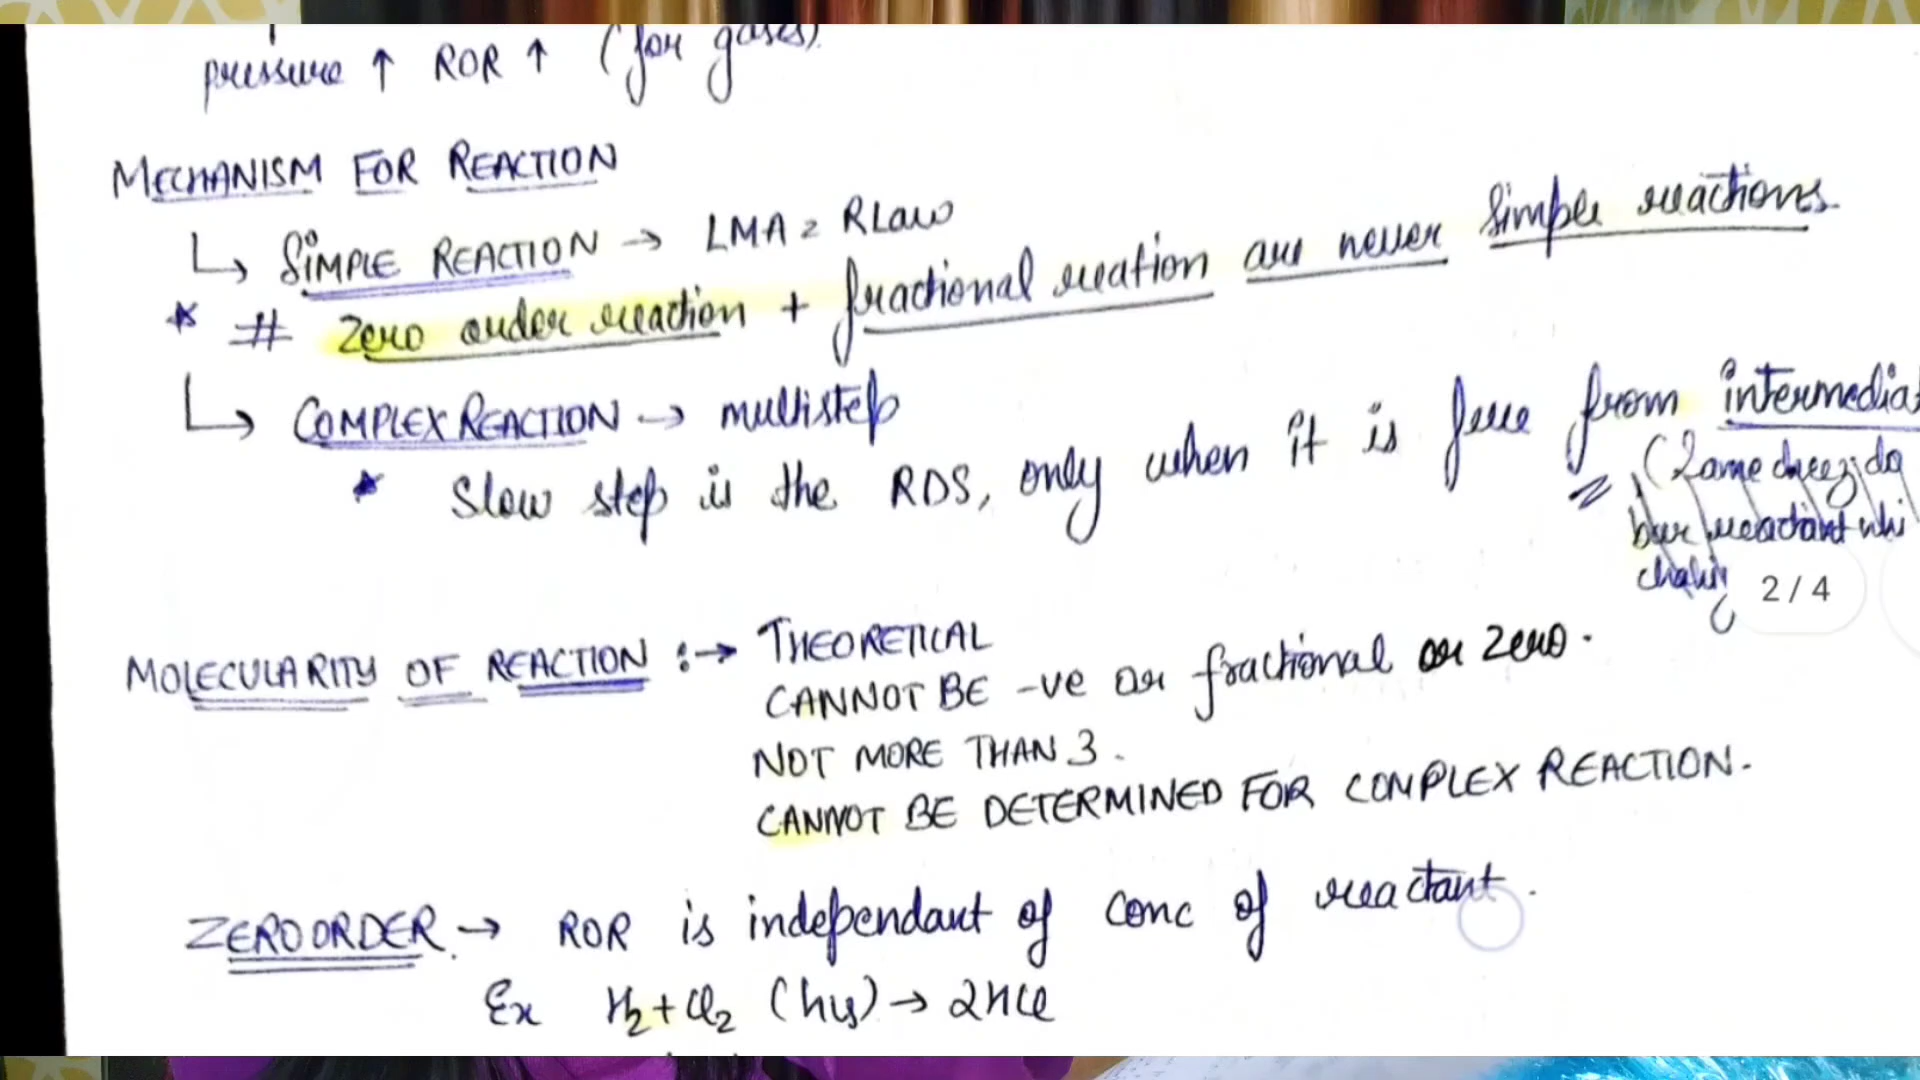 pressure ↑ ROR ↑ (for gases).
MECHANISM FOR REACTION
↳ SIMPLE REACTION → LMA = RLaw
* # Zero order reaction + fractional reation are never simple reactions.
↳ COMPLEX REACTION → multistep
* Slow step is the RDS, only when it is free from intermediat
reactant
2 / 4
MOLECULARITY OF REACTION :→ THEORETICAL
CANNOT BE -ve or fractional or zero.
NOT MORE THAN 3.
CANNOT BE DETERMINED FOR COMPLEX REACTION.
ZERO ORDER. → ROR is independant of conc of reactant.
Ex H₂+Cl₂ (hν) → 2HCl